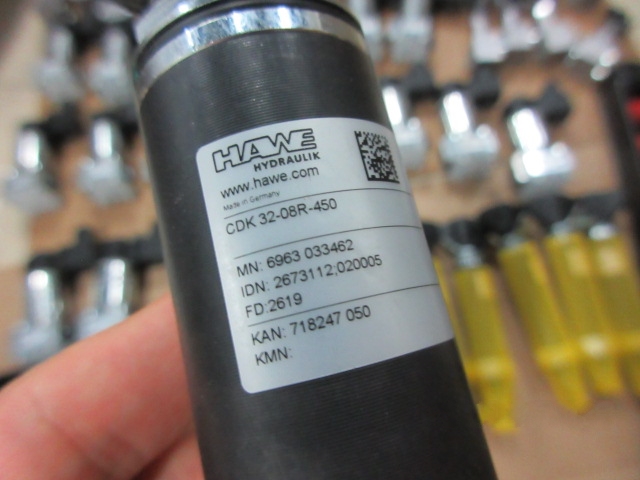 HAWE
HYDRAULIK
www.hawe.com
Made in Germany
CDK 32-08R-450
MN: 6963 033462
IDN: 2673112;020005
FD:2619
KAN: 718247 050
KMN: